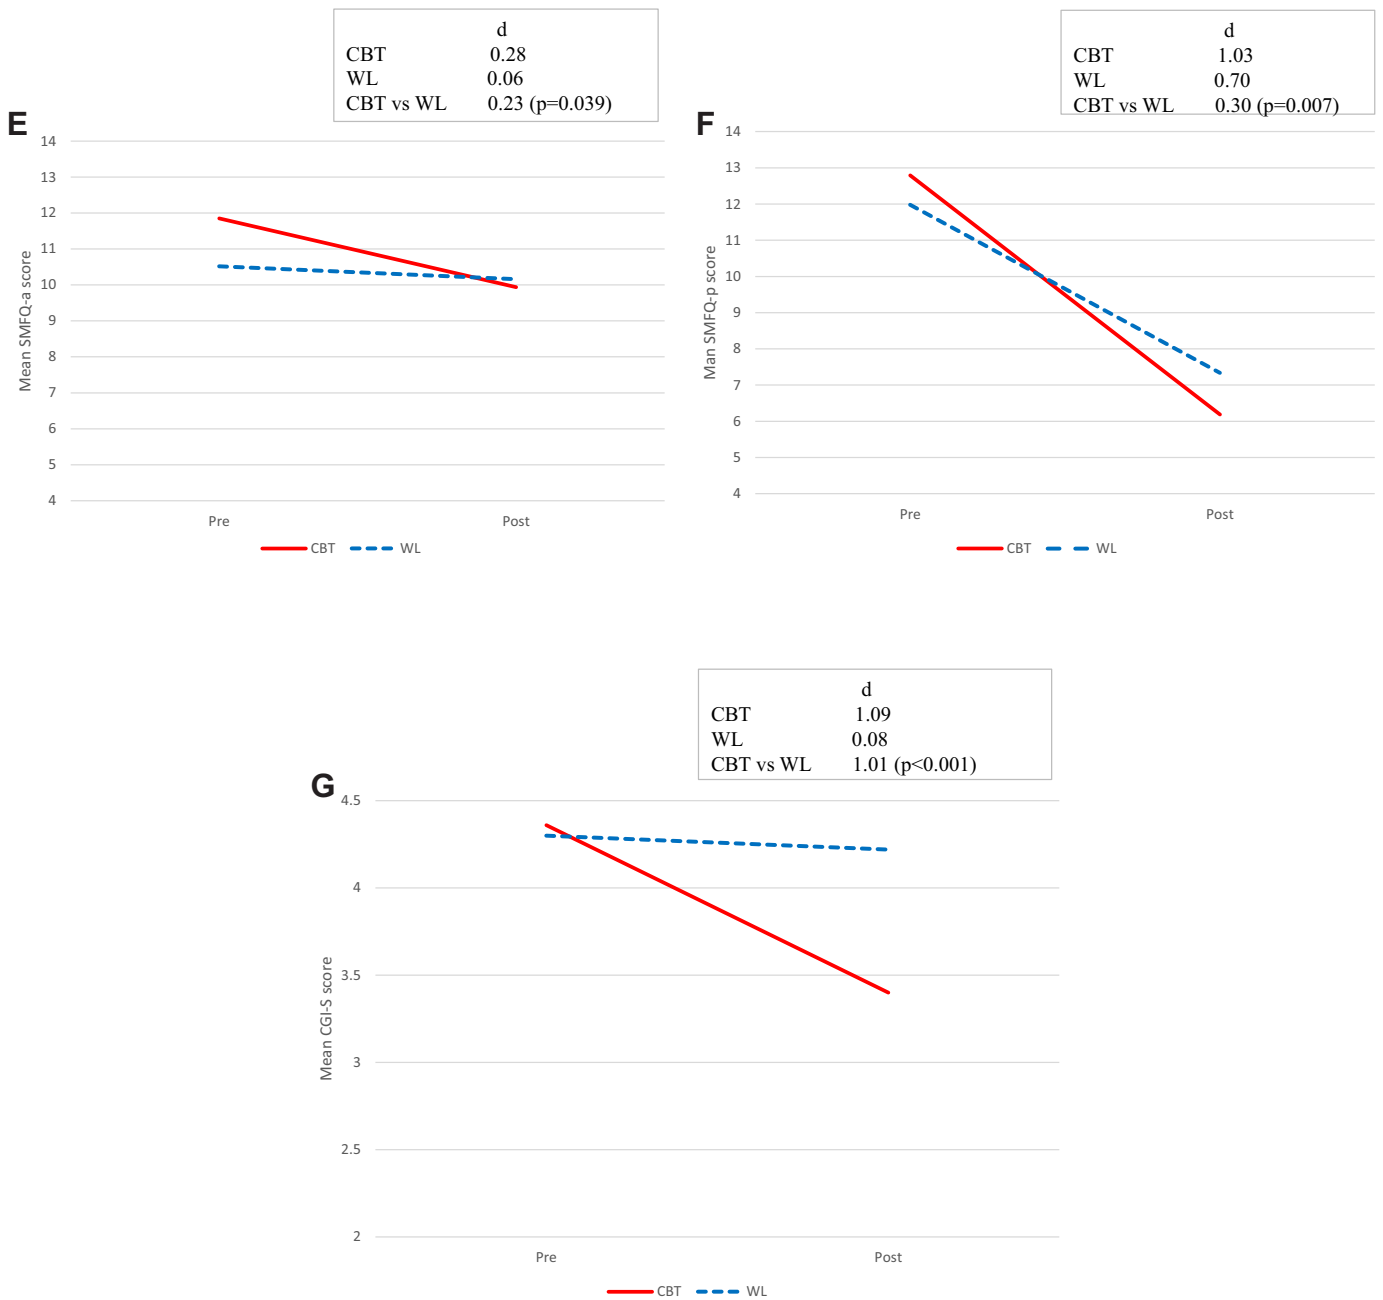 d
CBT 0.28
WL 0.06
CBT vs WL 0.23 (p=0.039)
E
14
13
12
11
10
9
8
7
6
5
4
Mean SMFQ-a score
Pre Post
CBT WL
d
CBT 1.03
WL 0.70
CBT vs WL 0.30 (p=0.007)
F
14
13
12
11
10
9
8
7
6
5
4
Man SMFQ-p score
Pre Post
CBT WL
d
CBT 1.09
WL 0.08
CBT vs WL 1.01 (p<0.001)
G
4.5
4
3.5
3
2.5
2
Mean CGI-S score
Pre Post
CBT WL